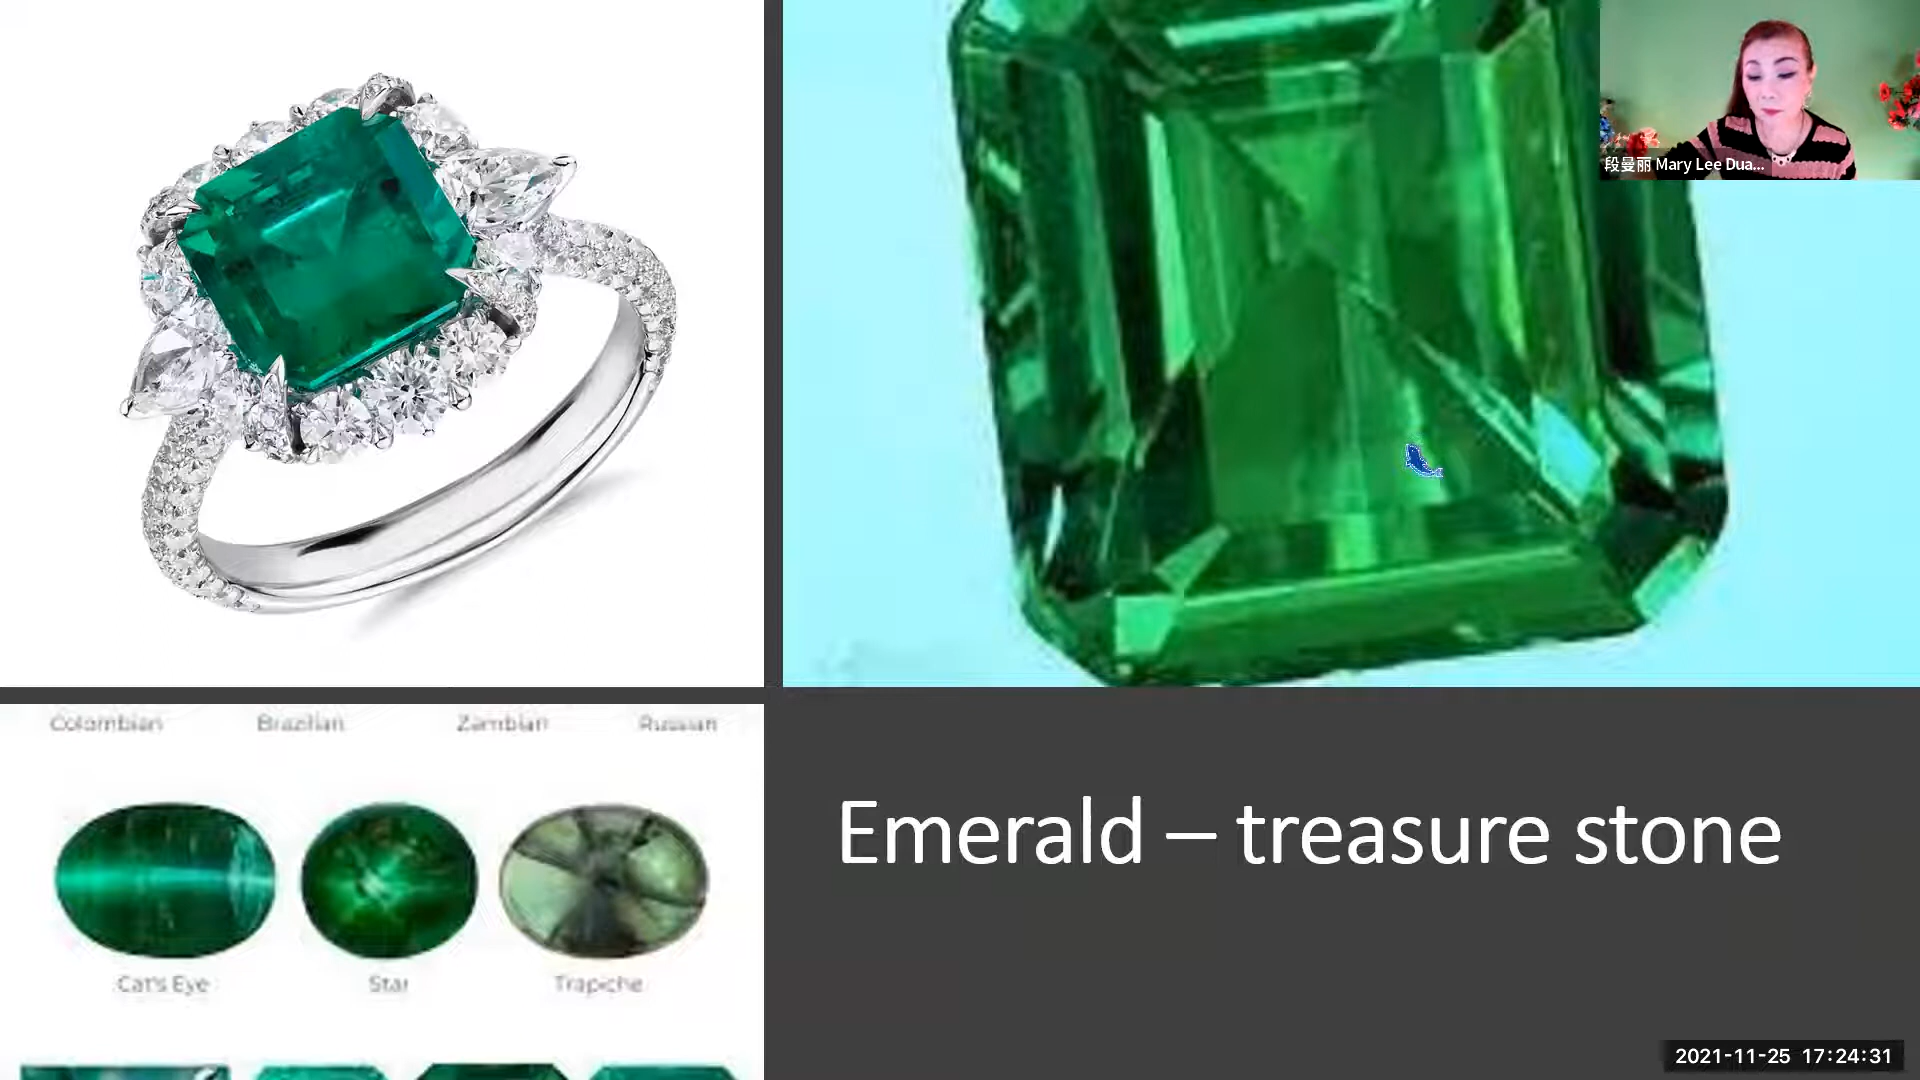 段曼丽 Mary Lee Dua...
Colombian Brazilian Zambian Russian
Cat's Eye Star Trapiche
Emerald – treasure stone
2021-11-25 17:24:31